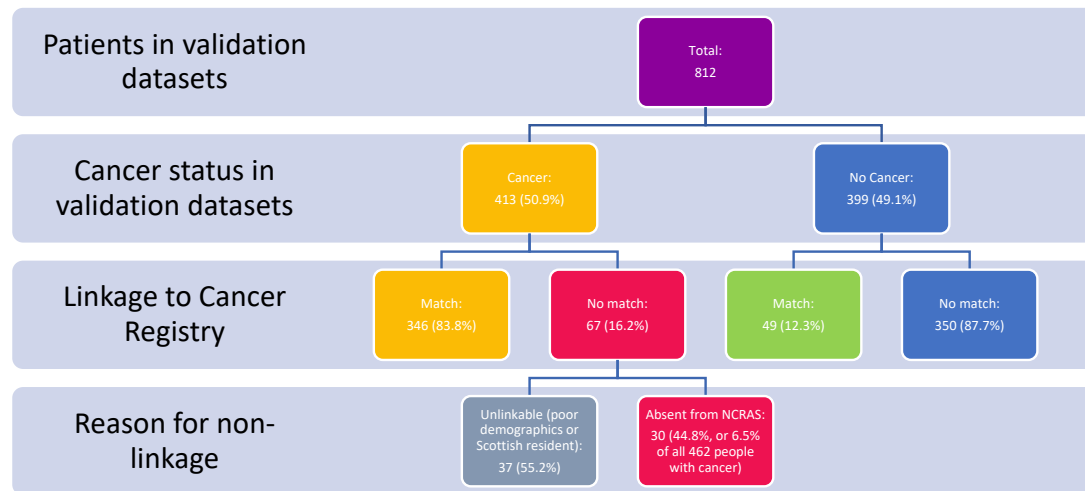 Patients in validation
datasets
Total:
812
Cancer status in
validation datasets
Cancer:
413 (50.9%)
No Cancer:
399 (49.1%)
Linkage to Cancer
Registry
Match:
346 (83.8%)
No match:
67 (16.2%)
Match:
49 (12.3%)
No match:
350 (87.7%)
Reason for non-
linkage
Unlinkable (poor
demographics or
Scottish resident):
37 (55.2%)
Absent from NCRAS:
30 (44.8%, or 6.5%
of all 462 people
with cancer)